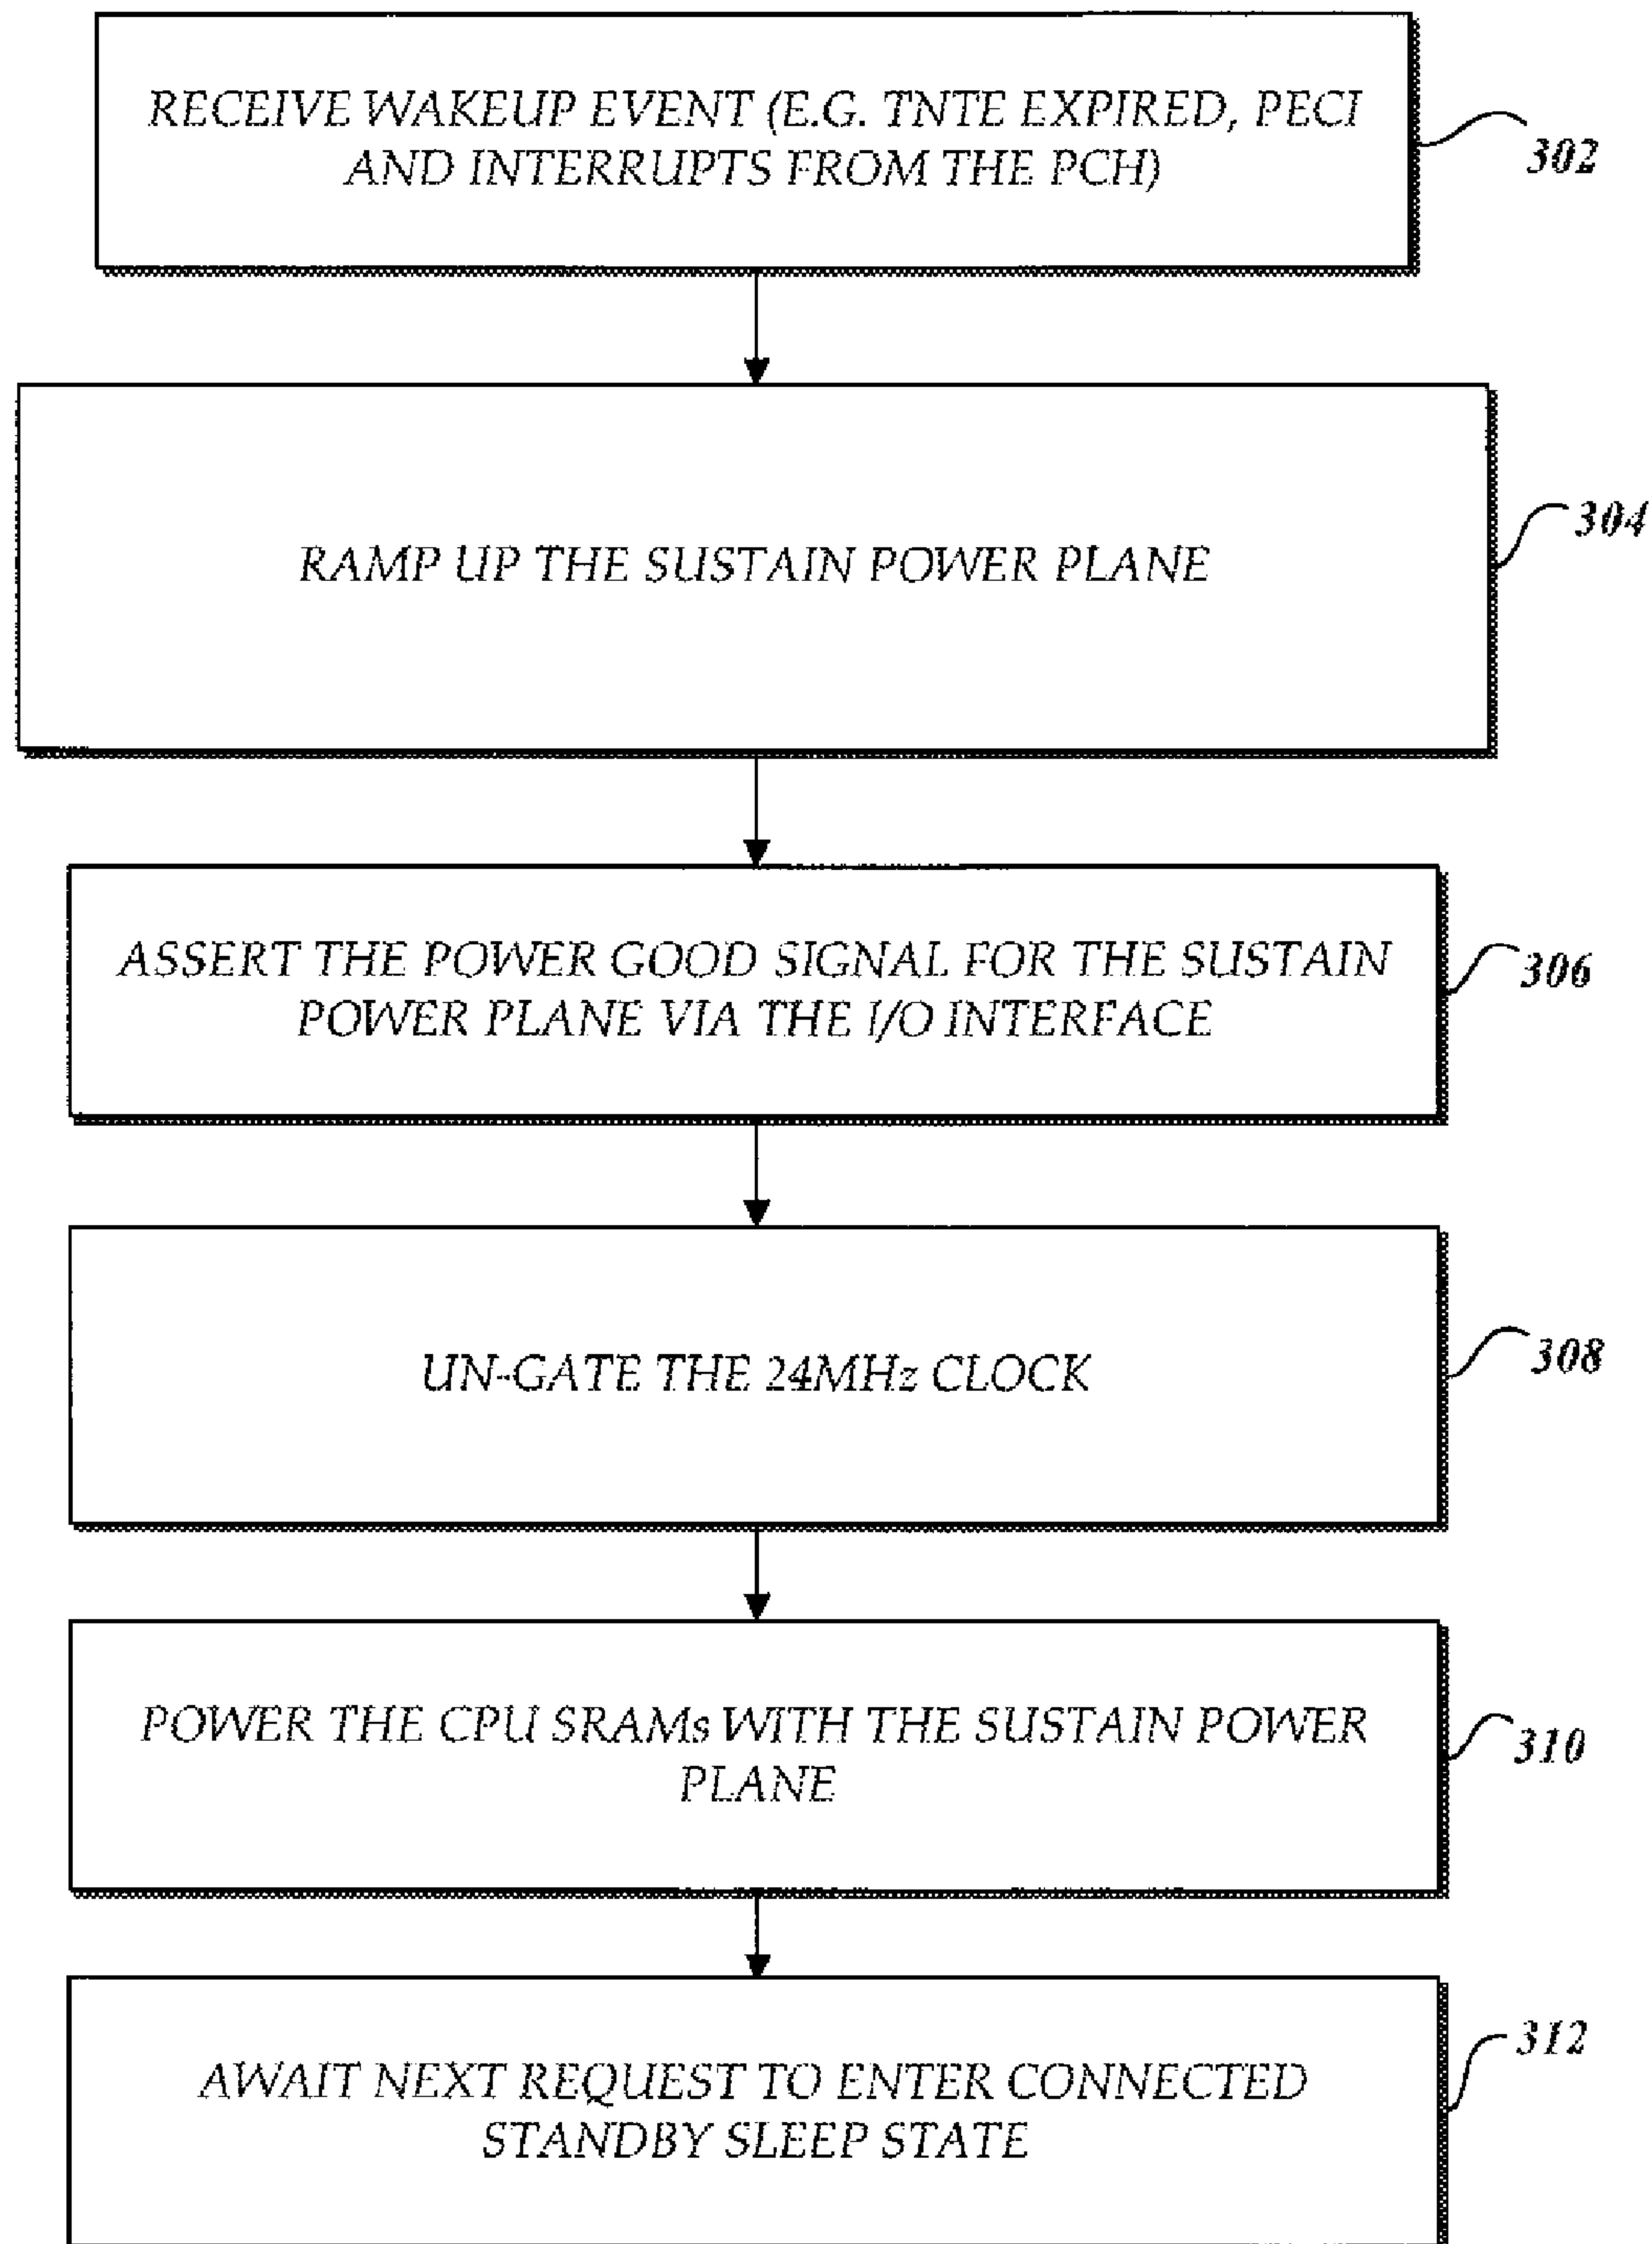 RECEIVE WAKEUP EVENT (E.G. TNTE EXPIRED, PECI
AND INTERRUPTS FROM THE PCH)
302
RAMP UP THE SUSTAIN POWER PLANE
304
ASSERT THE POWER GOOD SIGNAL FOR THE SUSTAIN
POWER PLANE VIA THE I/O INTERFACE
306
UN-GATE THE 24MHz CLOCK
308
POWER THE CPU SRAMs WITH THE SUSTAIN POWER
PLANE
310
AWAIT NEXT REQUEST TO ENTER CONNECTED
STANDBY SLEEP STATE
312